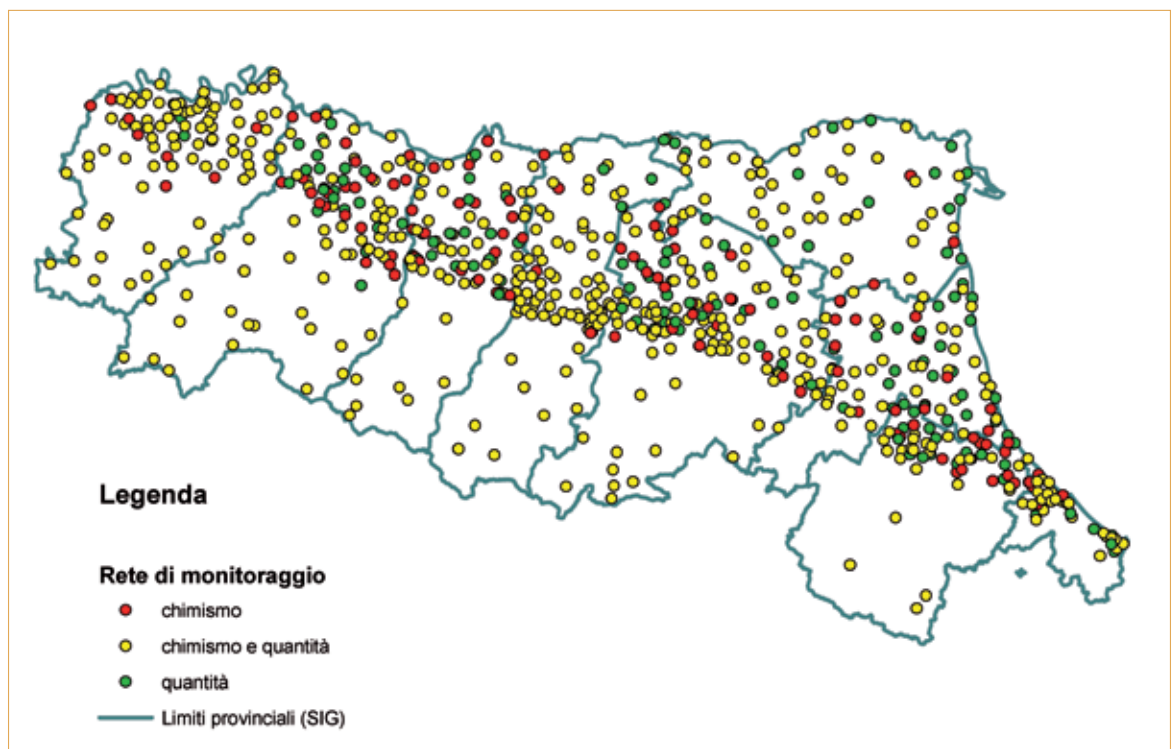 Legenda
Rete di monitoraggio
chimismo
chimismo e quantità
quantità
Limiti provinciali (SIG)